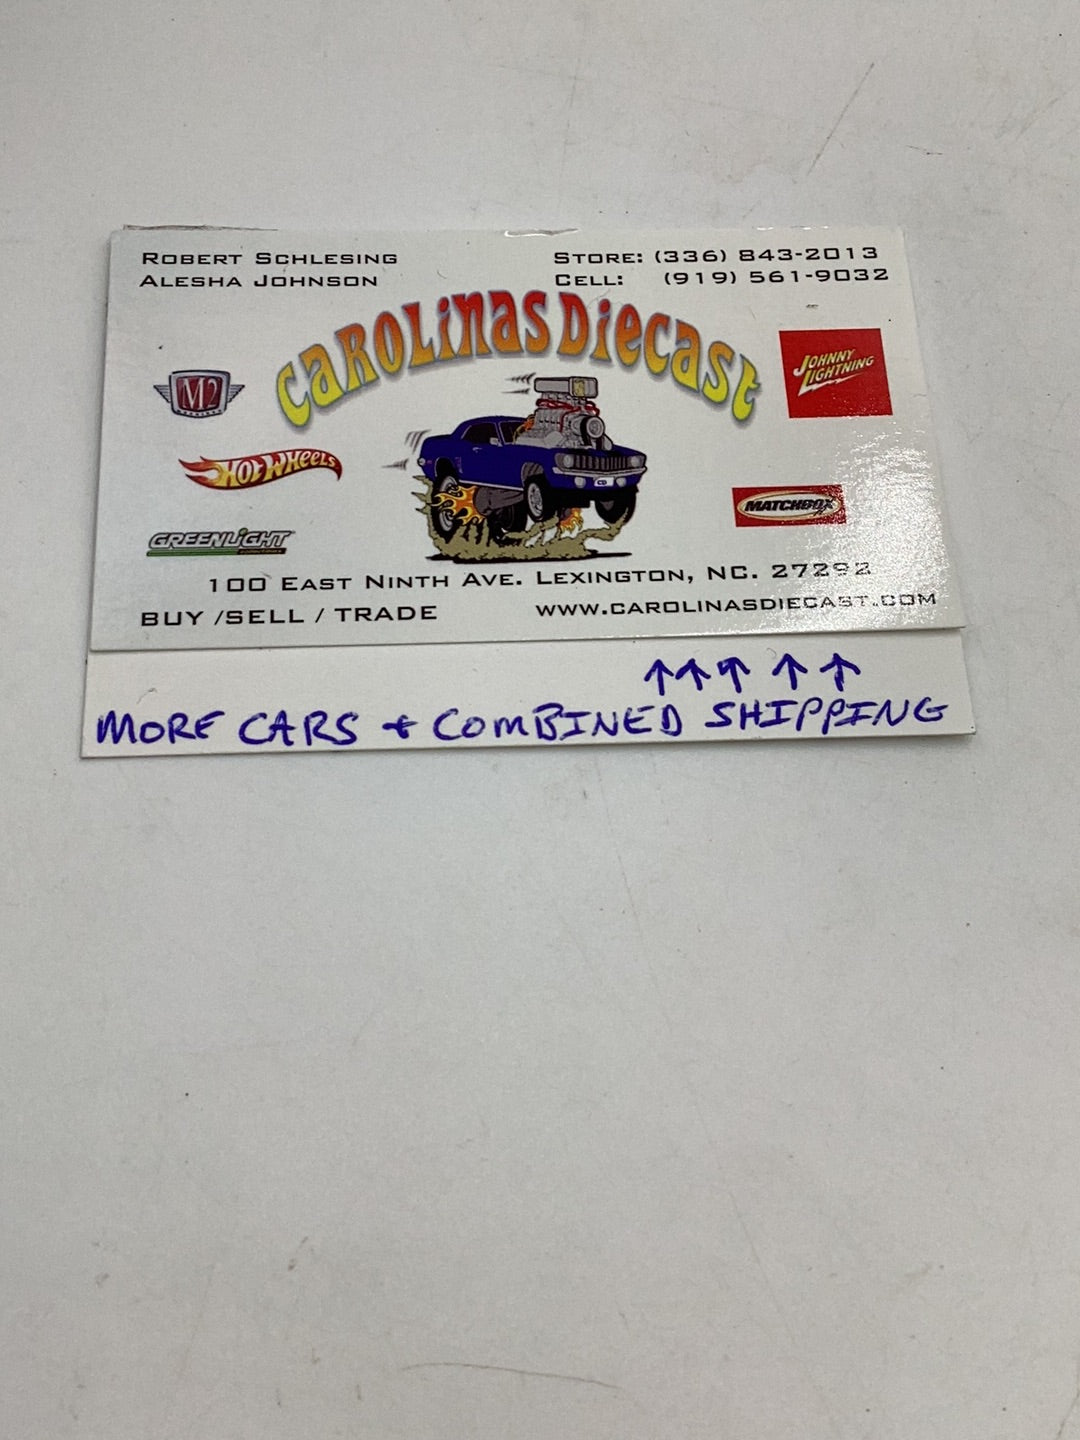 Robert Schlesing
Alesha Johnson
Store: (336) 843-2013
Cell: (919) 561-9032
Carolinas Diecast
M2
Johnny Lightning
Hot Wheels
Matchbox
GREENLIGHT
CD
100 East Ninth Ave. Lexington, NC. 27292
BUY /SELL / TRADE
www.carolinasdiecast.com
MORE CARS + COMBINED SHIPPING